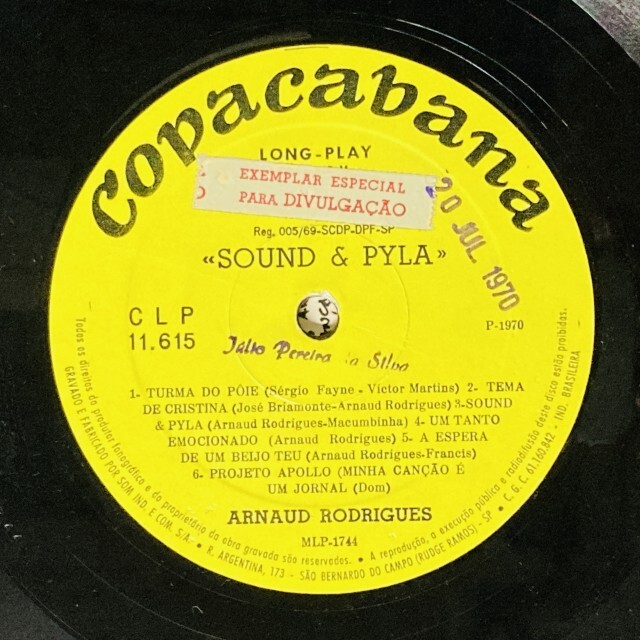 Copacabana
LONG-PLAY
EXEMPLAR ESPECIAL
PARA DIVULGAÇÃO
20 JUL 1970
Reg. 005/69-SCDP-DPF-SP
«SOUND & PYLA»
C L P
11.615
P-1970
Júlio Pereira da Silva
1- TURMA DO PÔIE (Sérgio Fayne - Victor Martins) 2- TEMA
DE CRISTINA (José Briamonte-Arnaud Rodrigues) 3-SOUND
& PYLA (Arnaud Rodrigues-Macumbinha) 4- UM TANTO
EMOCIONADO (Arnaud Rodrigues) 5- A ESPERA
DE UM BEIJO TEU (Arnaud Rodrigues-Francis)
6- PROJETO APOLLO (MINHA CANÇÃO É
UM JORNAL (Dom)
ARNAUD RODRIGUES
MLP-1744
Todos os direitos do produtor fonográfico e do proprietário da obra gravada são reservados. • A reprodução, a execução pública e radiodifusão deste disco estão proibidas.
GRAVADO E FABRICADO POR SOM IND. E COM. S/A. • R. ARGENTINA, 173 - SÃO BERNARDO DO CAMPO (RUDGE RAMOS) - SP • C. G. C. 61.160.842 - IND. BRASILEIRA